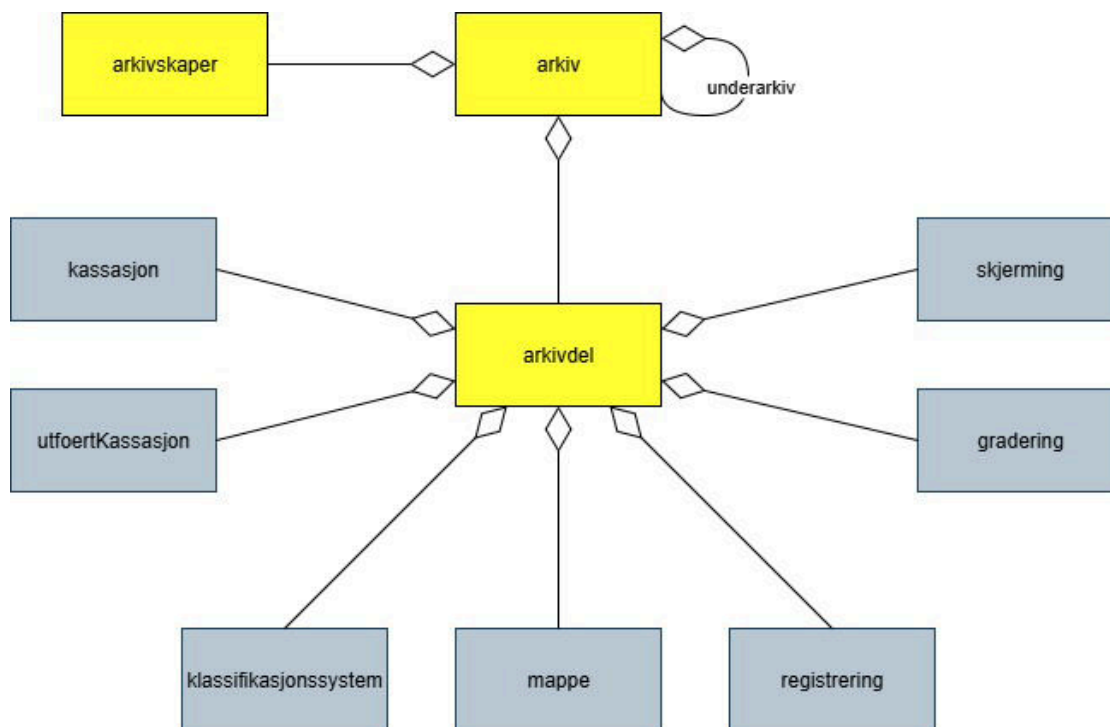 arkivskaper
arkiv
underarkiv
kassasjon
skjerming
arkivdel
utfoertKassasjon
gradering
klassifikasjonssystem
mappe
registrering